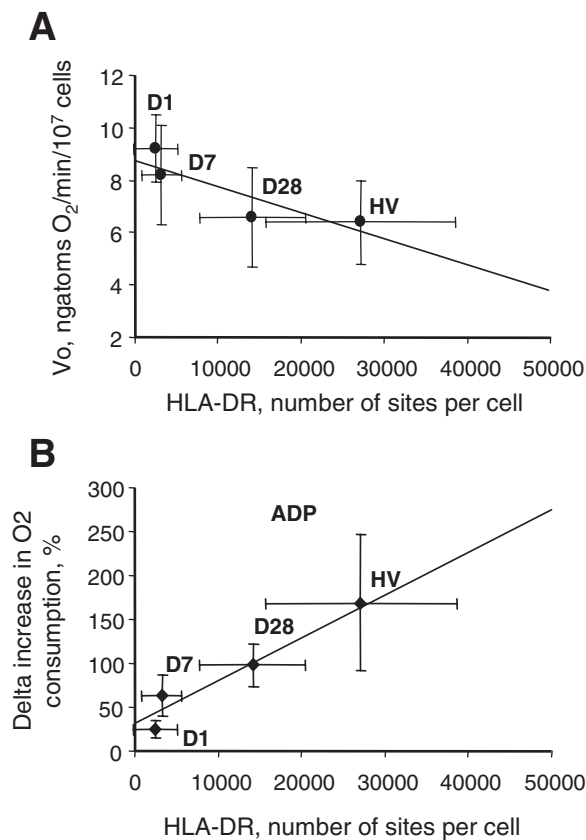 A
Vo, ngatoms O2/min/10^7 cells
12
10
8
6
4
2
D1
D7
D28
HV
0
10000
20000
30000
40000
50000
HLA-DR, number of sites per cell
B
Delta increase in O2
consumption, %
300
250
200
150
100
50
0
ADP
HV
D28
D7
D1
0
10000
20000
30000
40000
50000
HLA-DR, number of sites per cell